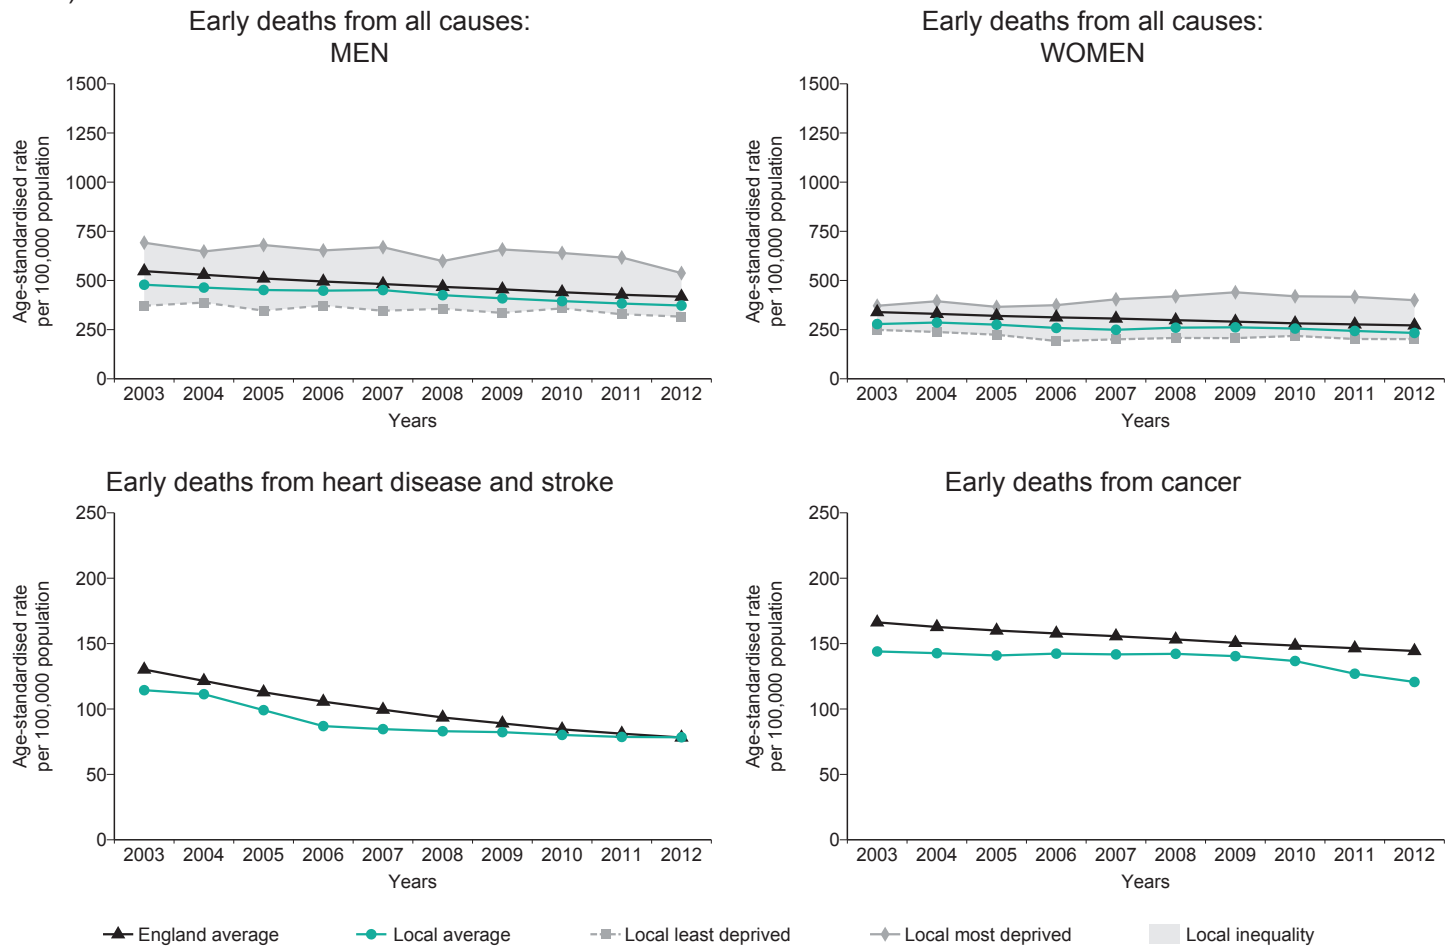 Early deaths from all causes:
MEN
1500
1250
1000
750
500
250
0
Age-standardised rate
per 100,000 population
2003 2004 2005 2006 2007 2008 2009 2010 2011 2012
Years
Early deaths from all causes:
WOMEN
1500
1250
1000
750
500
250
0
Age-standardised rate
per 100,000 population
2003 2004 2005 2006 2007 2008 2009 2010 2011 2012
Years
Early deaths from heart disease and stroke
250
200
150
100
50
0
Age-standardised rate
per 100,000 population
2003 2004 2005 2006 2007 2008 2009 2010 2011 2012
Years
Early deaths from cancer
250
200
150
100
50
0
Age-standardised rate
per 100,000 population
2003 2004 2005 2006 2007 2008 2009 2010 2011 2012
Years
England average Local average Local least deprived Local most deprived Local inequality